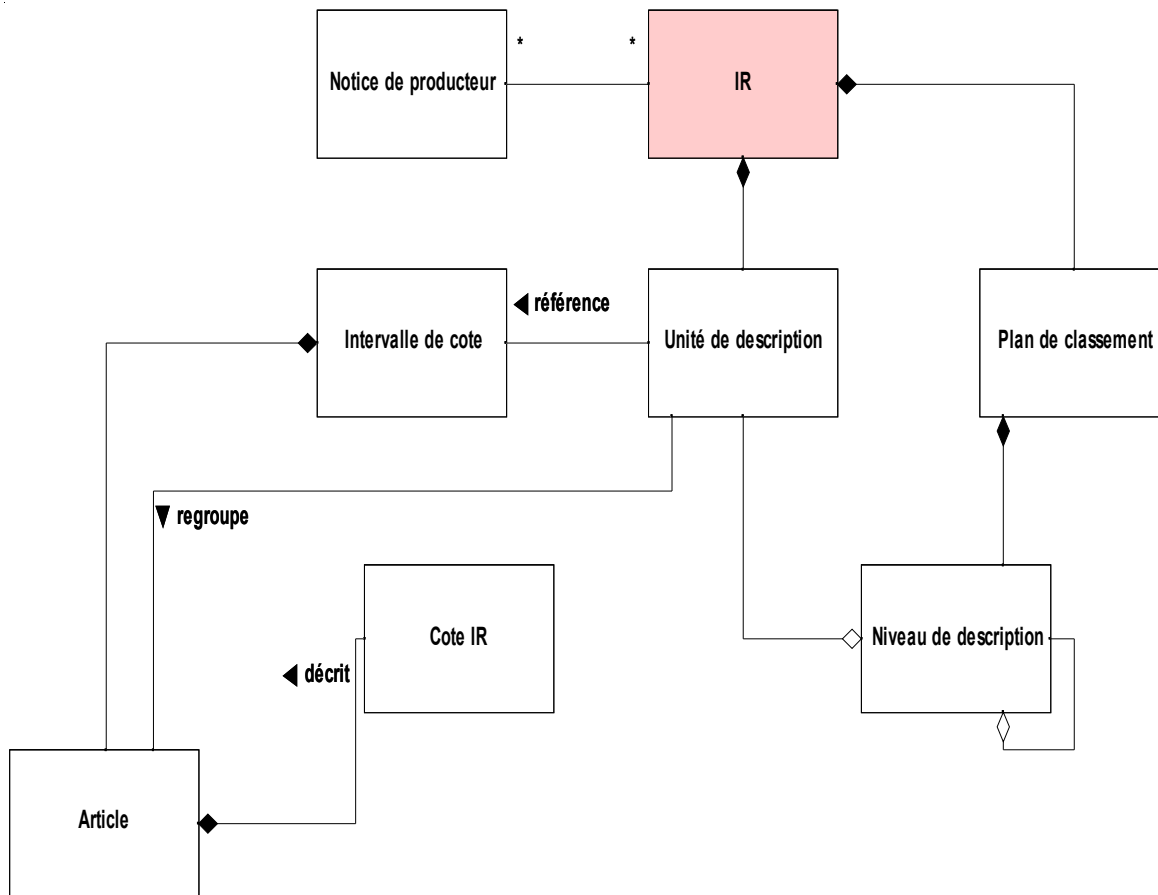 * *
Notice de producteur
IR
référence
Intervalle de cote
Unité de description
Plan de classement
regroupe
Cote IR
Niveau de description
décrit
Article